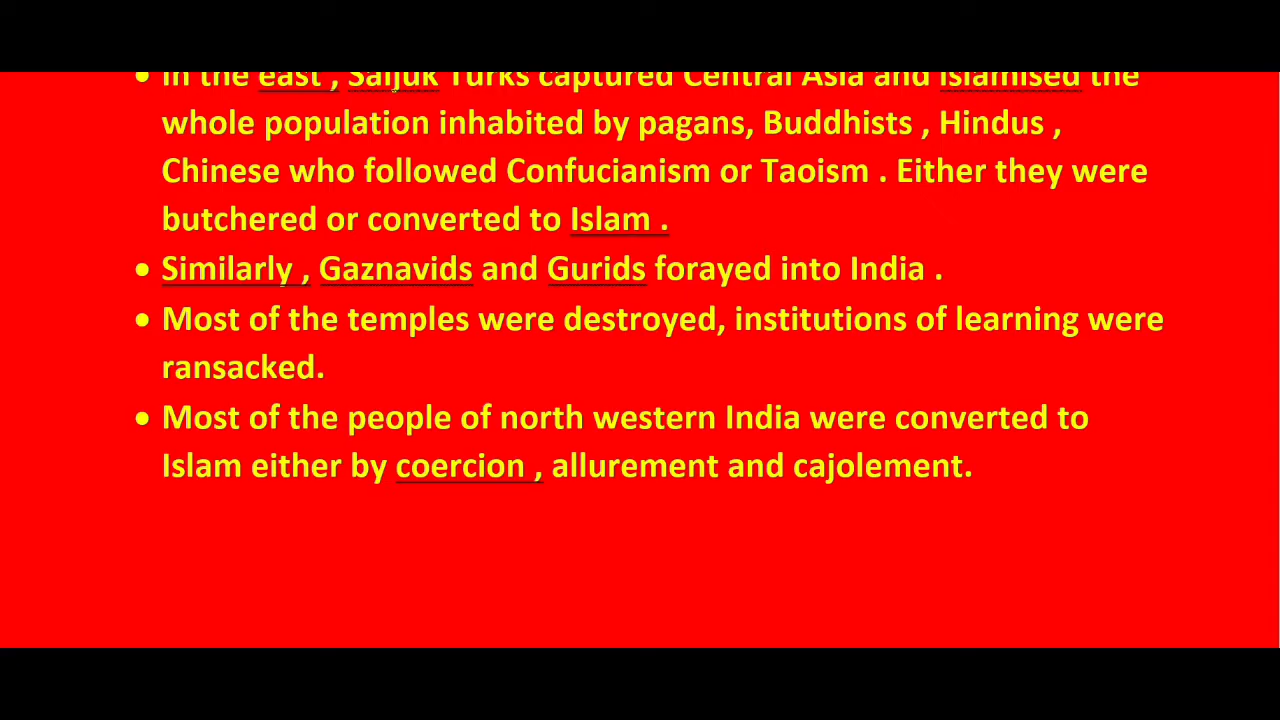 • In the east , Saljuk Turks captured Central Asia and islamised the
whole population inhabited by pagans, Buddhists , Hindus ,
Chinese who followed Confucianism or Taoism . Either they were
butchered or converted to Islam .
• Similarly , Gaznavids and Gurids forayed into India .
• Most of the temples were destroyed, institutions of learning were
ransacked.
• Most of the people of north western India were converted to
Islam either by coercion , allurement and cajolement.